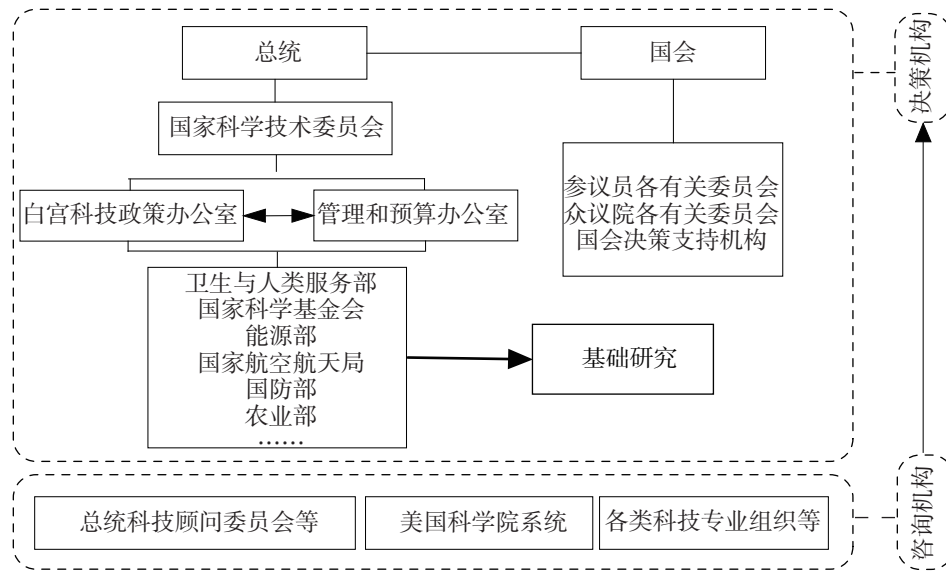 总统
国会
决策机构
国家科学技术委员会
白宫科技政策办公室
管理和预算办公室
参议员各有关委员会
众议院各有关委员会
国会决策支持机构
卫生与人类服务部
国家科学基金会
能源部
国家航空航天局
国防部
农业部
……
基础研究
总统科技顾问委员会等
美国科学院系统
各类科技专业组织等
咨询机构